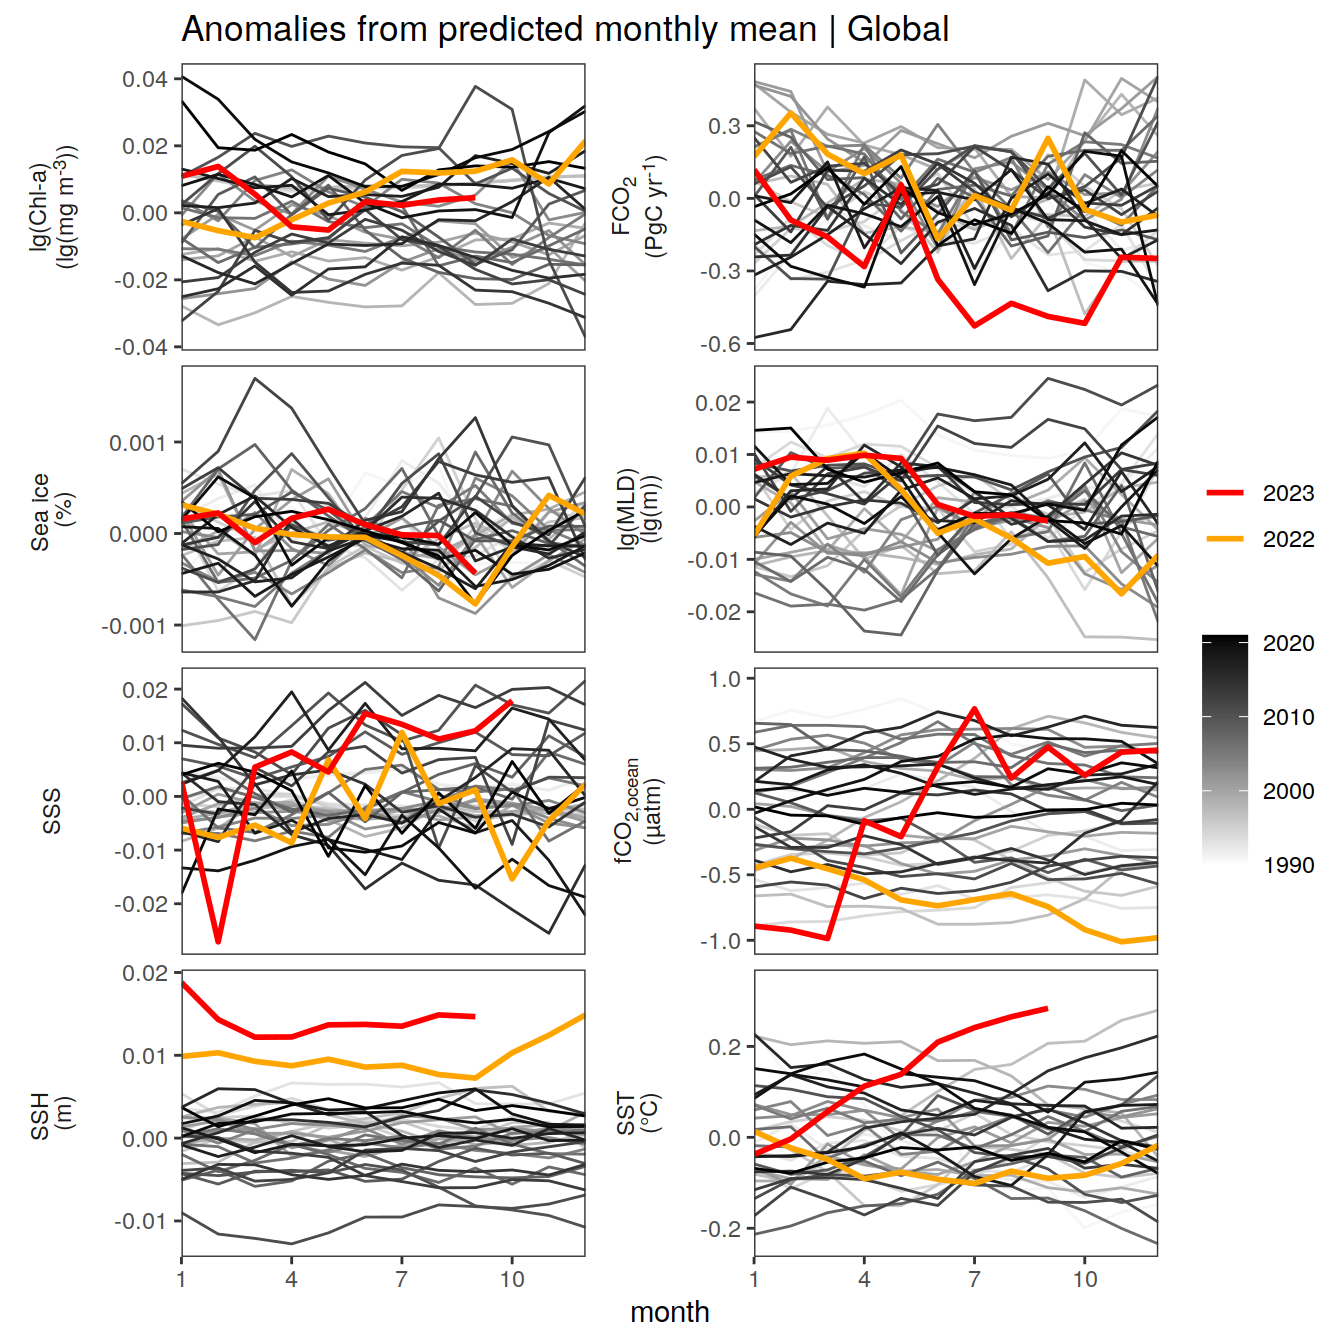 Anomalies from predicted monthly mean | Global
lg(Chl-a)
(lg(mg m⁻³))
0.04
0.02
0.00
-0.02
-0.04
FCO₂
(PgC yr⁻¹)
0.3
0.0
-0.3
-0.6
Sea Ice
(%)
0.001
0.000
-0.001
lg(MLD)
(lg(m))
0.02
0.01
0.00
-0.01
-0.02
SSS
0.02
0.01
0.00
-0.01
-0.02
fCO₂,ocean
(µatm)
1.0
0.5
0.0
-0.5
-1.0
SSH
(m)
0.02
0.01
0.00
-0.01
SST
(°C)
0.2
0.0
-0.2
1 4 7 10
1 4 7 10
month
2023
2022
2020
2010
2000
1990